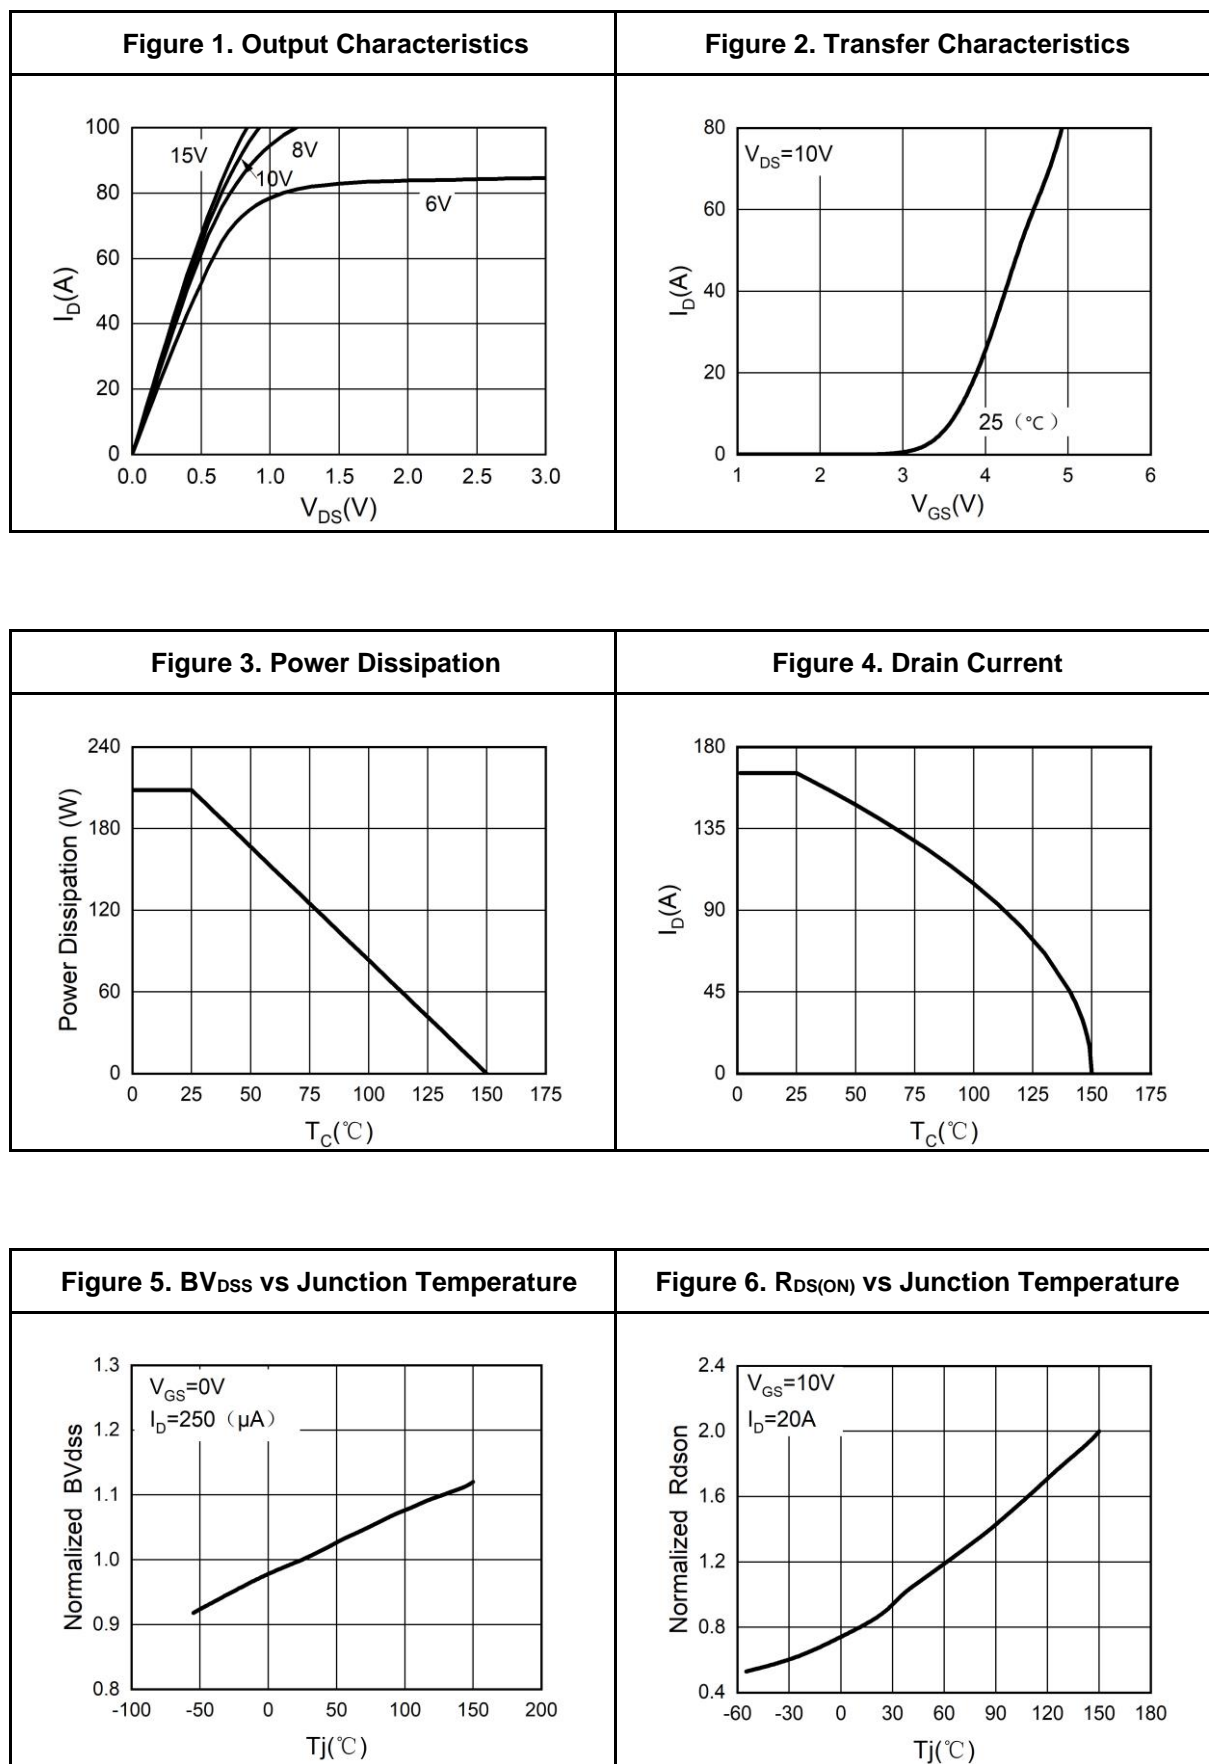 Figure 1. Output Characteristics
Figure 2. Transfer Characteristics
100
80
60
40
20
0
I_D(A)
15V
10V
8V
6V
0.0 0.5 1.0 1.5 2.0 2.5 3.0
V_DS(V)
80
60
40
20
0
I_D(A)
V_DS=10V
25（℃）
1 2 3 4 5 6
V_GS(V)
Figure 3. Power Dissipation
Figure 4. Drain Current
240
180
120
60
0
Power Dissipation (W)
0 25 50 75 100 125 150 175
T_C(℃)
180
135
90
45
0
I_D(A)
0 25 50 75 100 125 150 175
T_C(℃)
Figure 5. BVDSS vs Junction Temperature
Figure 6. RDS(ON) vs Junction Temperature
1.3
1.2
1.1
1.0
0.9
0.8
Normalized BVdss
V_GS=0V
I_D=250（μA）
-100 -50 0 50 100 150 200
Tj(℃)
2.4
2.0
1.6
1.2
0.8
0.4
Normalized Rdson
V_GS=10V
I_D=20A
-60 -30 0 30 60 90 120 150 180
Tj(℃)